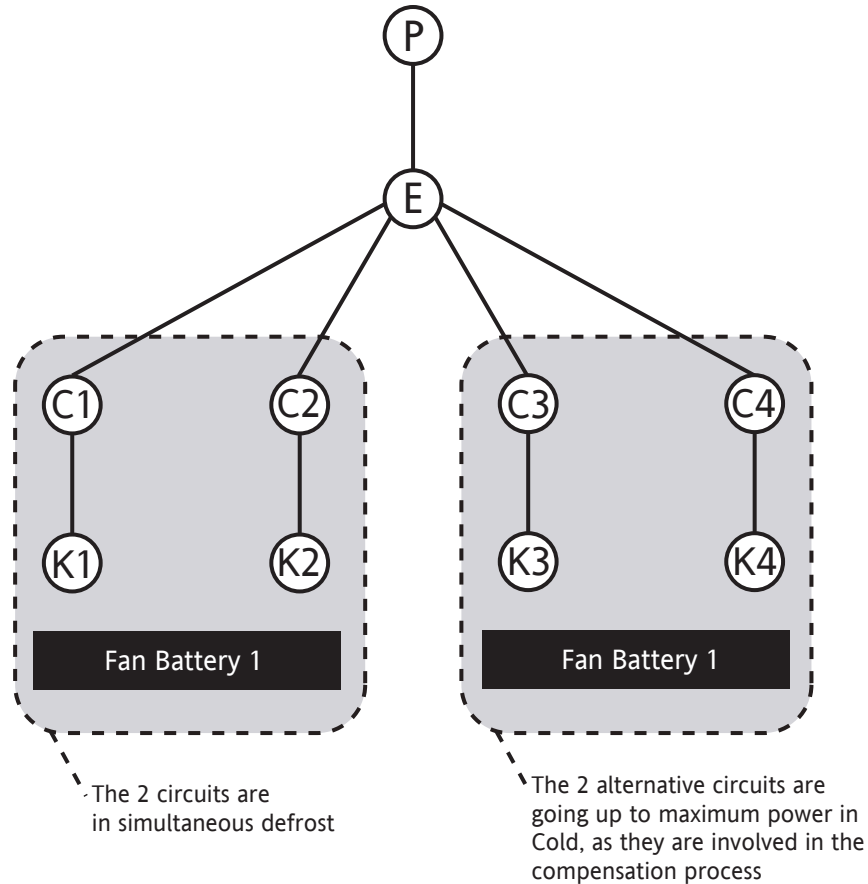 P
E
C1
C2
C3
C4
K1
K2
K3
K4
Fan Battery 1
Fan Battery 1
The 2 circuits are
in simultaneous defrost
The 2 alternative circuits are
going up to maximum power in
Cold, as they are involved in the
compensation process